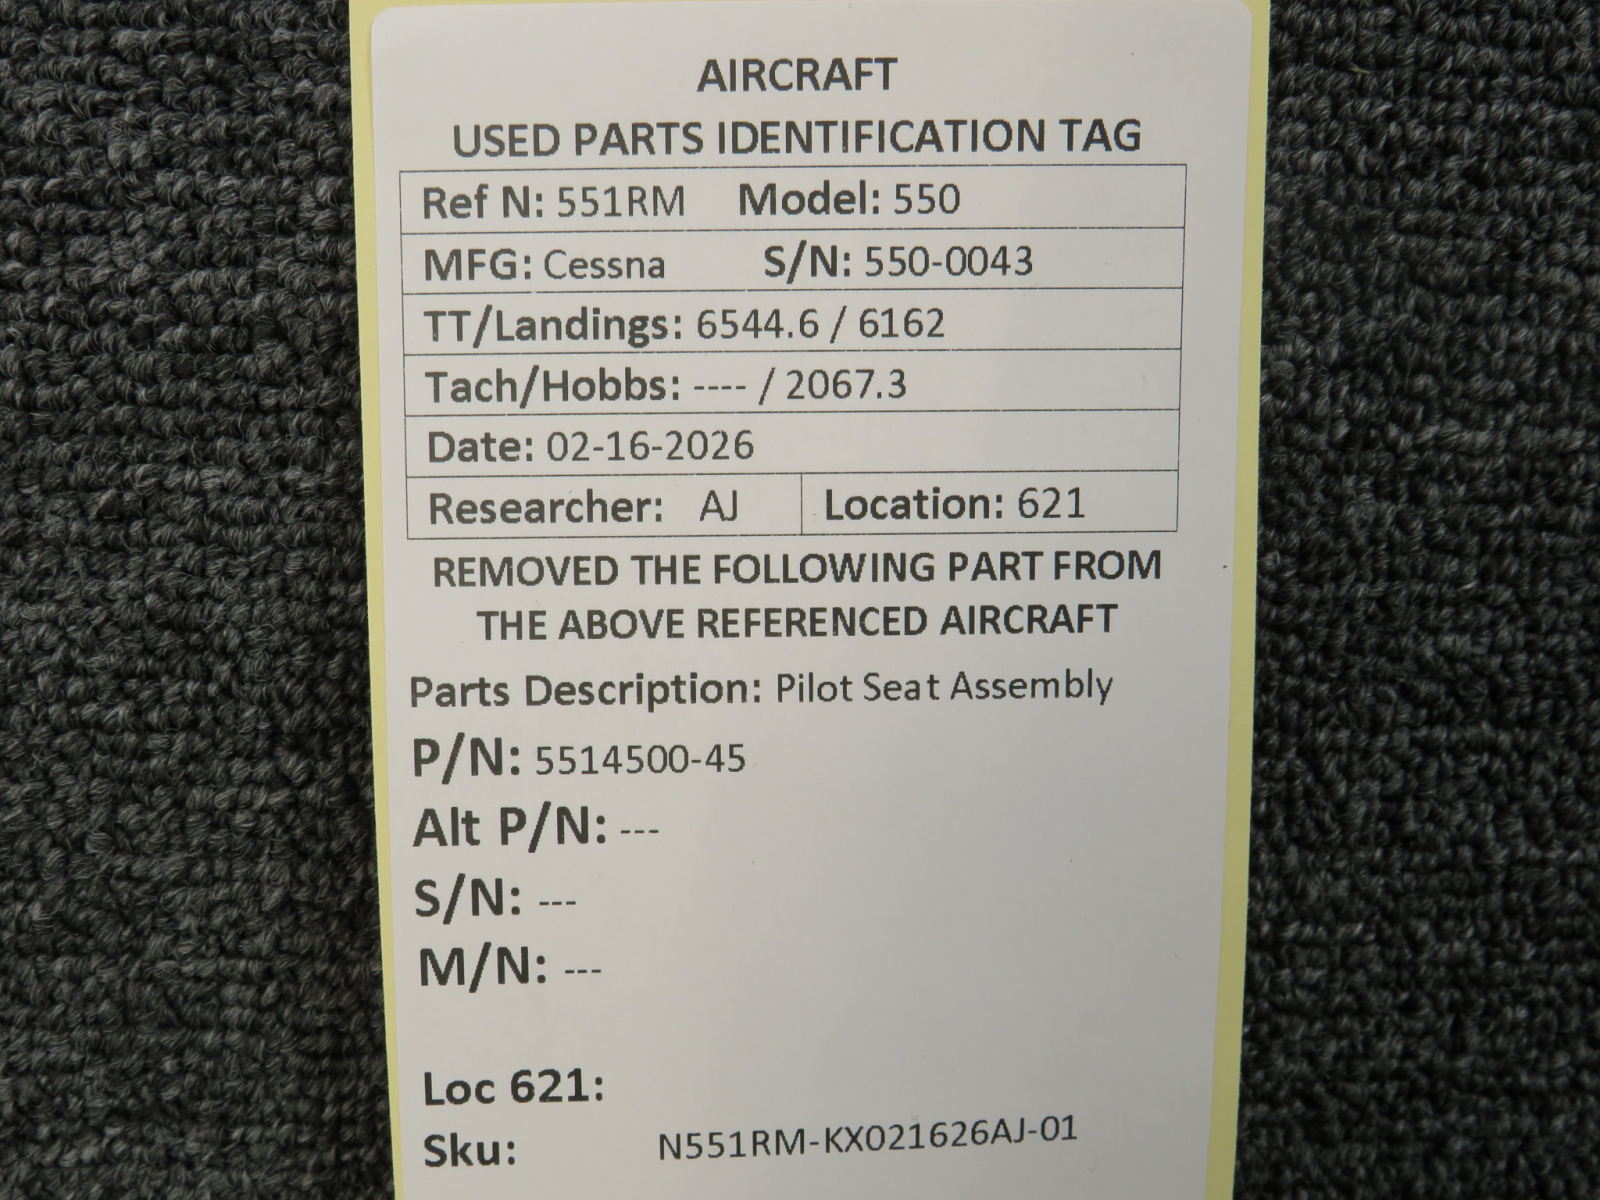 AIRCRAFT
USED PARTS IDENTIFICATION TAG
Ref N: 551RM Model: 550
MFG: Cessna S/N: 550-0043
TT/Landings: 6544.6 / 6162
Tach/Hobbs: ---- / 2067.3
Date: 02-16-2026
Researcher: AJ Location: 621
REMOVED THE FOLLOWING PART FROM
THE ABOVE REFERENCED AIRCRAFT
Parts Description: Pilot Seat Assembly
P/N: 5514500-45
Alt P/N: ---
S/N: ---
M/N: ---
Loc 621:
Sku: N551RM-KX021626AJ-01